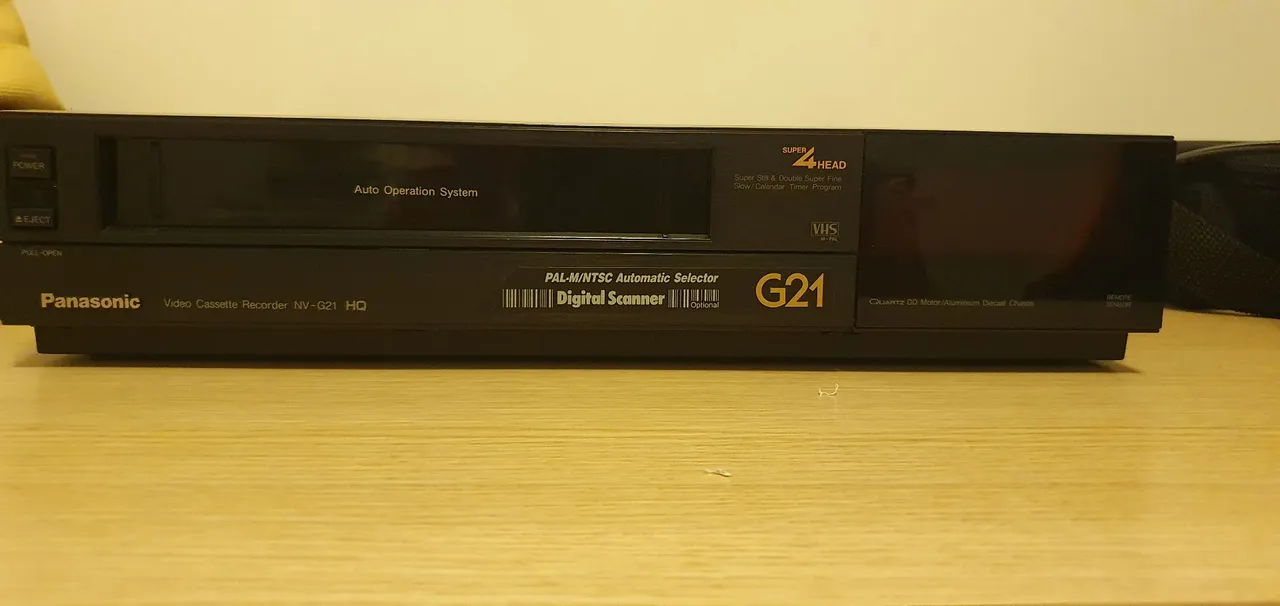 POWER
EJECT
PULL-OPEN
Panasonic
Video Cassette Recorder NV-G21 HQ
Auto Operation System
SUPER
4 HEAD
Super Still & Double Super Fine
Slow/Calendar Timer Program
VHS
M-PAL
PAL-M/NTSC Automatic Selector
Digital Scanner
Optional
G21
QUARTZ DD Motor/Aluminium Diecast Chassis
REMOTE
SENSOR